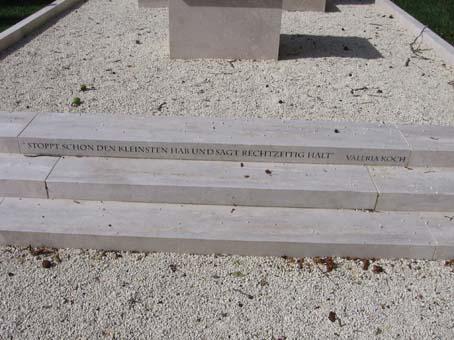 "STOPPT SCHON DEN KLEINSTEN HAß UND SAGT RECHTZEITIG HALT" VALERIA KOCH